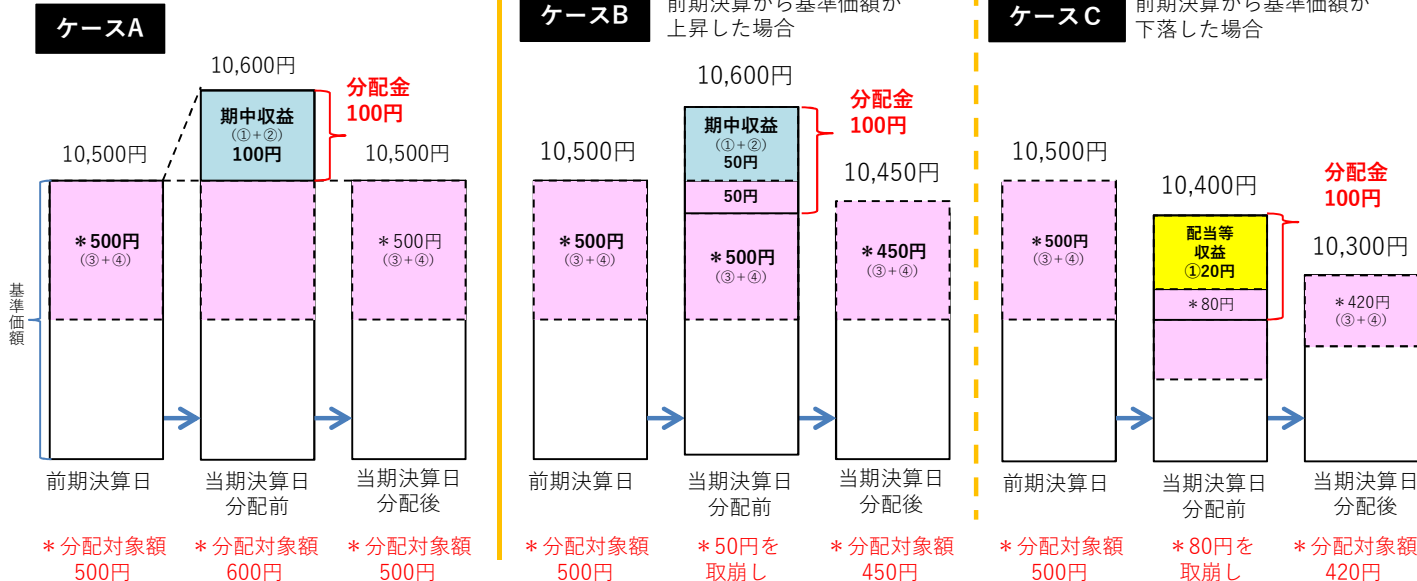 ケースA
10,600円
分配金
100円
期中収益
(①+②)
100円
10,500円
10,500円
＊500円
(③+④)
＊500円
(③+④)
基準価額
前期決算日
当期決算日
分配前
当期決算日
分配後
＊分配対象額
500円
＊分配対象額
600円
＊分配対象額
500円
ケースB
前期決算から基準価額が
上昇した場合
10,600円
分配金
100円
期中収益
(①+②)
50円
50円
10,500円
10,450円
＊500円
(③+④)
＊500円
(③+④)
＊450円
(③+④)
前期決算日
当期決算日
分配前
当期決算日
分配後
＊分配対象額
500円
＊50円を
取崩し
＊分配対象額
450円
ケースC
前期決算から基準価額が
下落した場合
10,500円
10,400円
分配金
100円
10,300円
＊500円
(③+④)
配当等
収益
①20円
＊80円
＊420円
(③+④)
前期決算日
当期決算日
分配前
当期決算日
分配後
＊分配対象額
500円
＊80円を
取崩し
＊分配対象額
420円